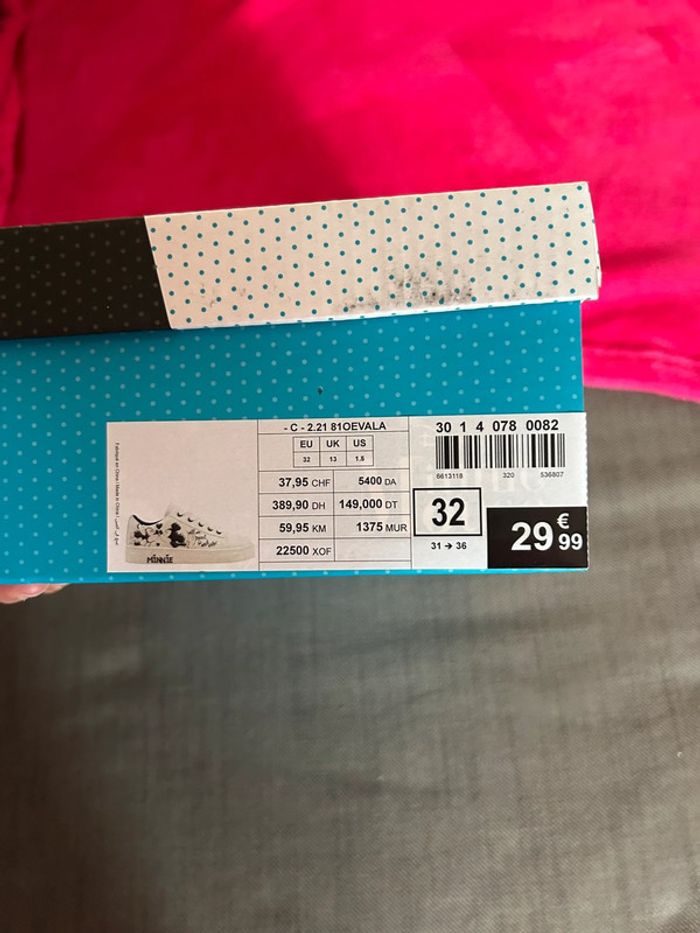 Fabriqué en Chine / Made in China /
MINNIE
- C - 2.21 81OEVALA
EU UK US
32 13 1.5
37,95 CHF 5400 DA
389,90 DH 149,000 DT
59,95 KM 1375 MUR
22500 XOF
30 1 4 078 0082
6613118 320 536807
32
31 → 36
29 € 99